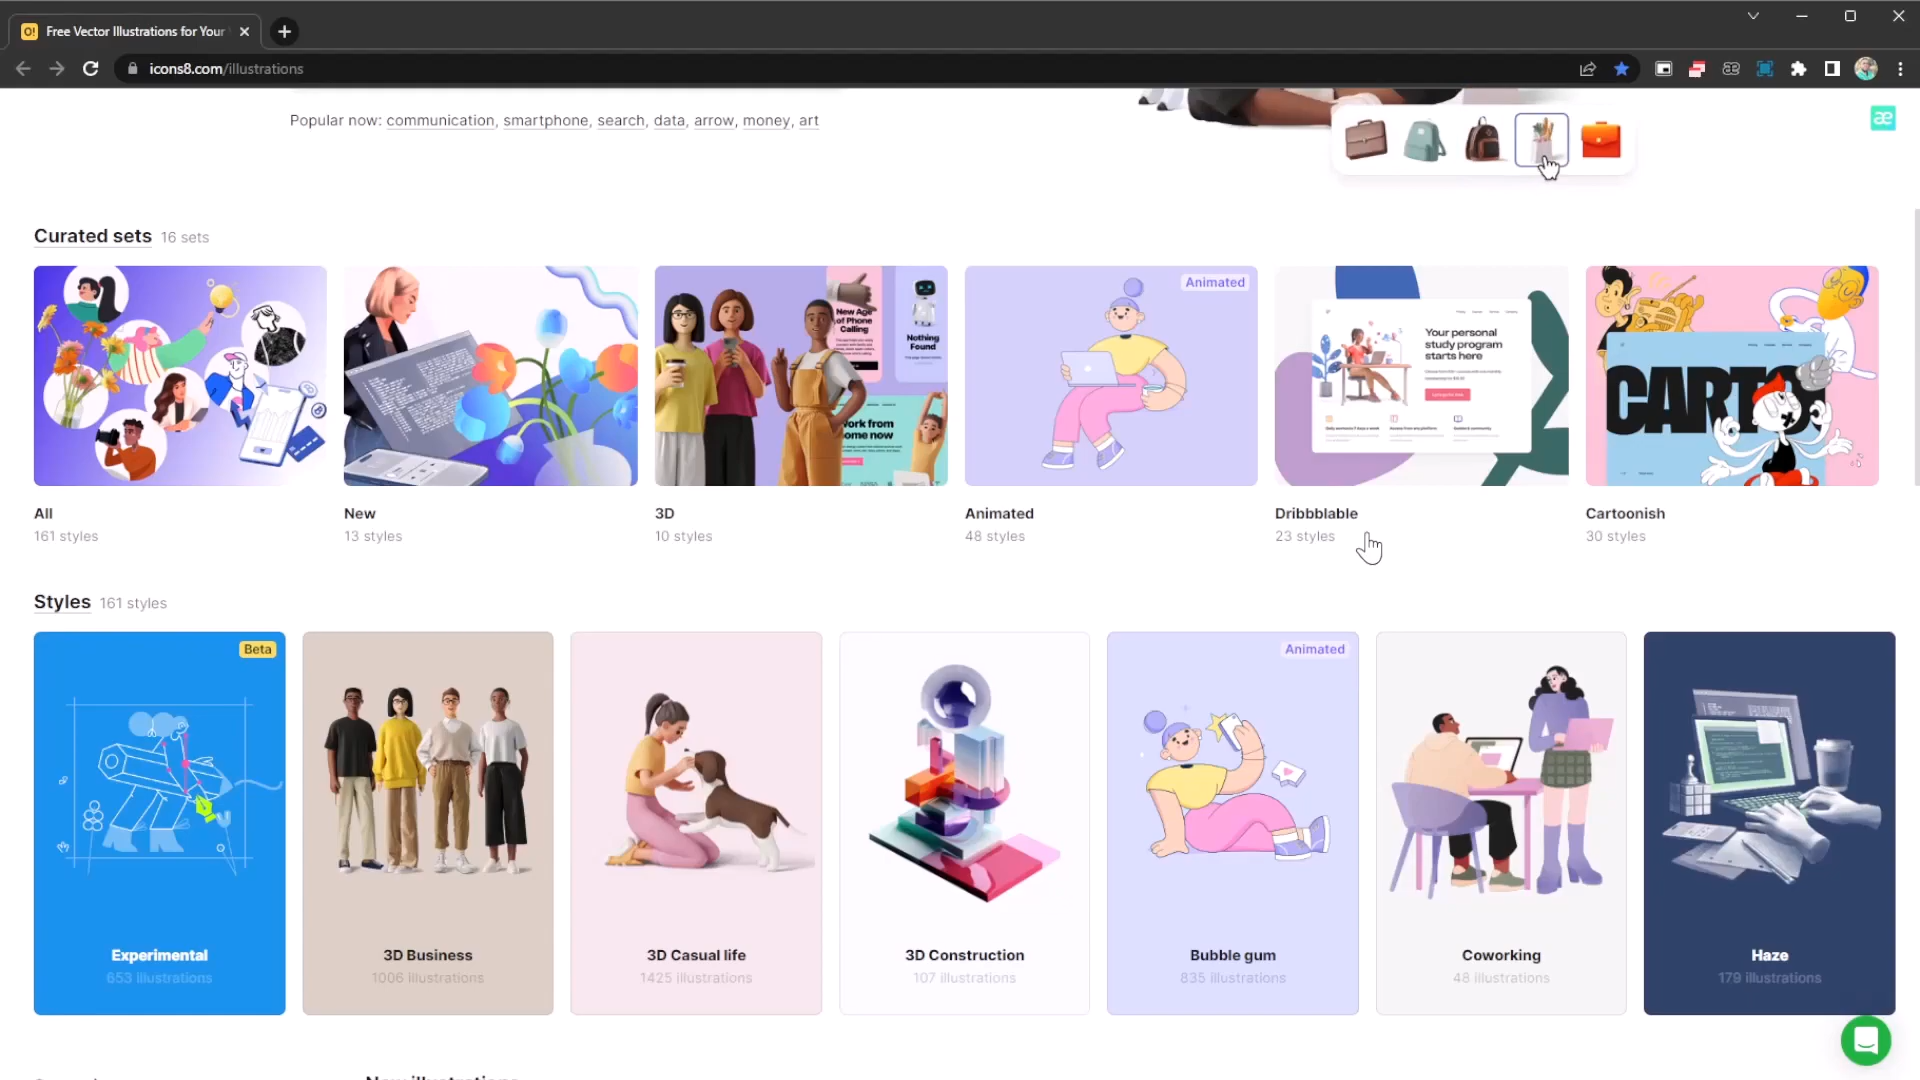 Free Vector Illustrations for Your
icons8.com/illustrations
Popular now: communication, smartphone, search, data, arrow, money, art
Curated sets 16 sets
Animated
New Age of Phone Calling
Nothing Found
work from home now
Your personal study program starts here
CARTO
All
161 styles
New
13 styles
3D
10 styles
Animated
48 styles
Dribbblable
23 styles
Cartoonish
30 styles
Styles 161 styles
Beta
Animated
Experimental
653 illustrations
3D Business
1006 illustrations
3D Casual life
1425 illustrations
3D Construction
107 illustrations
Bubble gum
835 illustrations
Coworking
48 illustrations
Haze
179 illustrations
New illustrations